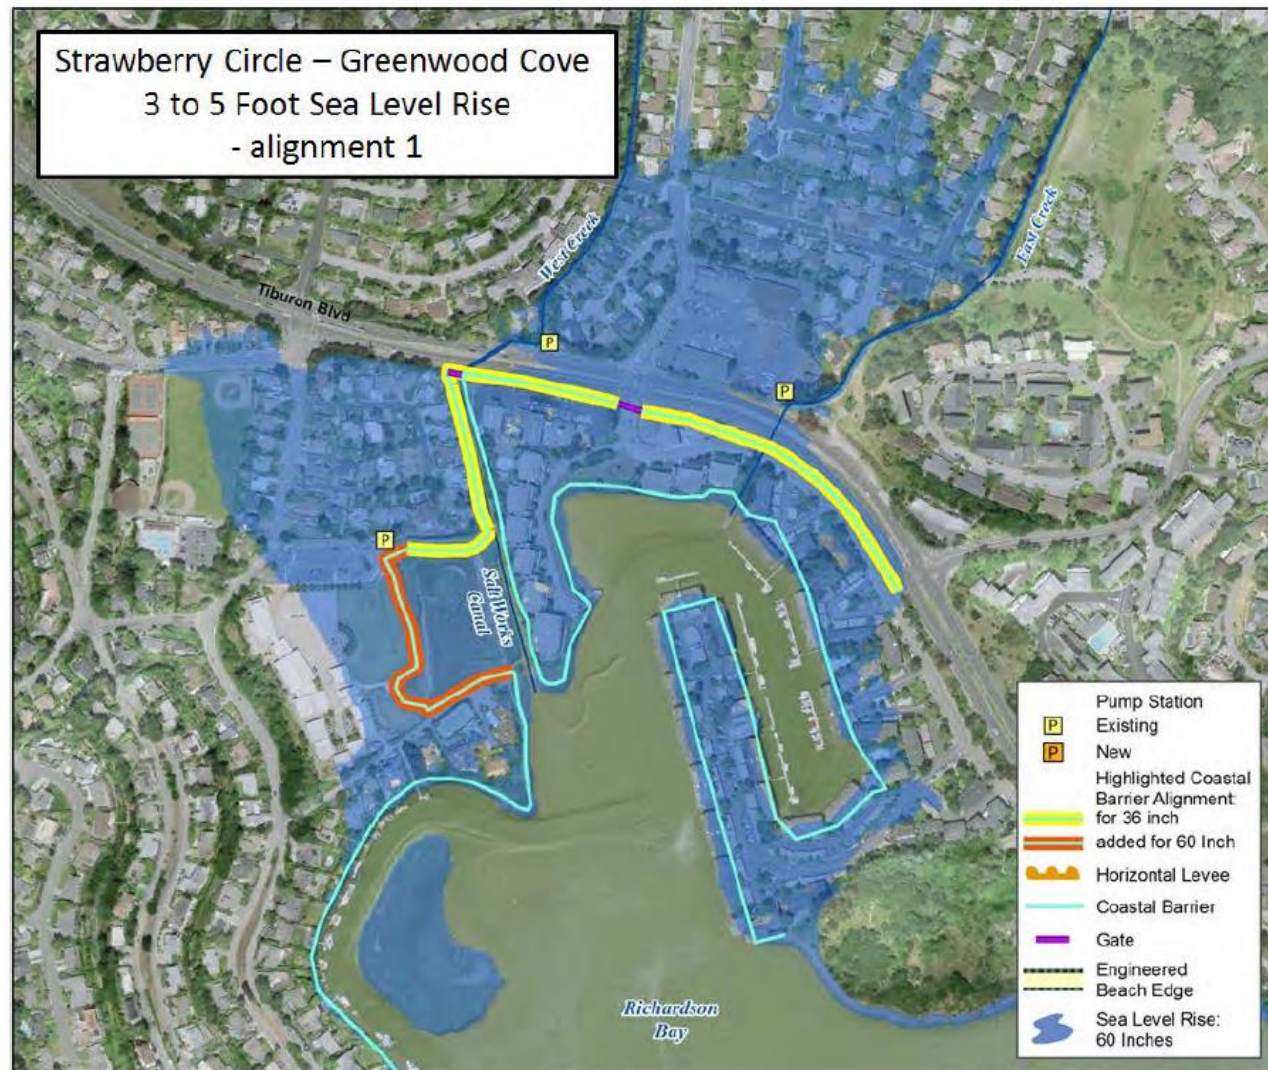 Strawberry Circle – Greenwood Cove
3 to 5 Foot Sea Level Rise
- alignment 1
West Creek
East Creek
Tiburon Blvd
P
P
P
Salt Works
Canal
Richardson
Bay
Pump Station
P Existing
P New
Highlighted Coastal
Barrier Alignment:
for 36 inch
added for 60 Inch
Horizontal Levee
Coastal Barrier
Gate
Engineered
Beach Edge
Sea Level Rise:
60 Inches